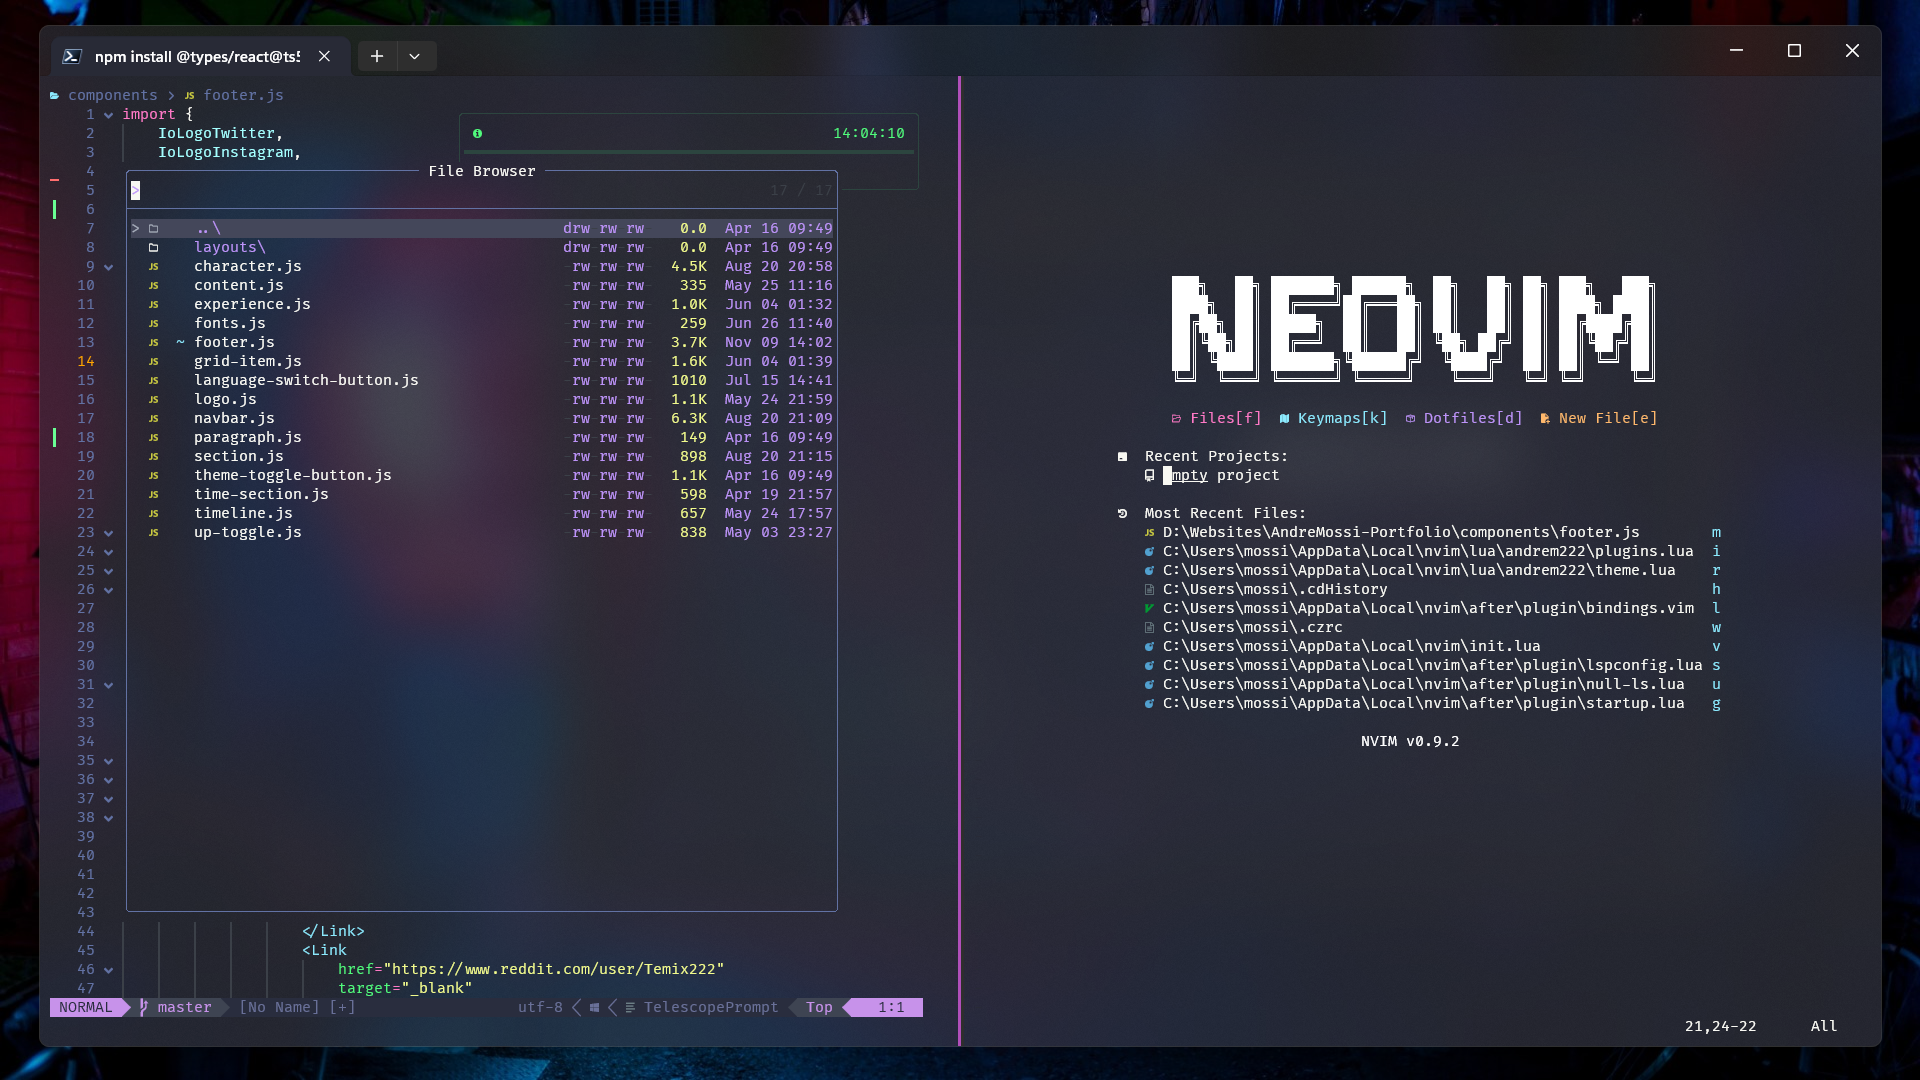 npm install @types/react@ts5
components > JS footer.js
1 import {
2 IoLogoTwitter,
3 IoLogoInstagram,
14:04:10
4
File Browser
5 > 17 / 17
6
7 > ..\ drw rw rw 0.0 Apr 16 09:49
8 layouts\ drw rw rw 0.0 Apr 16 09:49
9 JS character.js -rw rw rw- 4.5K Aug 20 20:58
10 JS content.js -rw rw rw- 335 May 25 11:16
11 JS experience.js -rw rw rw- 1.0K Jun 04 01:32
12 JS fonts.js -rw rw rw- 259 Jun 26 11:40
13 JS ~ footer.js -rw rw rw- 3.7K Nov 09 14:02
14 JS grid-item.js -rw rw rw- 1.6K Jun 04 01:39
15 JS language-switch-button.js -rw rw rw- 1010 Jul 15 14:41
16 JS logo.js -rw rw rw- 1.1K May 24 21:59
17 JS navbar.js -rw rw rw- 6.3K Aug 20 21:09
18 JS paragraph.js -rw rw rw- 149 Apr 16 09:49
19 JS section.js -rw rw rw- 898 Aug 20 21:15
20 JS theme-toggle-button.js -rw rw rw- 1.1K Apr 16 09:49
21 JS time-section.js -rw rw rw- 598 Apr 19 21:57
22 JS timeline.js -rw rw rw- 657 May 24 17:57
23 JS up-toggle.js -rw rw rw- 838 May 03 23:27
24
25
26
27
28
29
30
31
32
33
34
35
36
37
38
39
40
41
42
43
44 </Link>
45 <Link
46 href="https://www.reddit.com/user/Temix222"
47 target="_blank"
NORMAL master [No Name] [+] utf-8 TelescopePrompt Top 1:1
NEOVIM
Files[f] Keymaps[k] Dotfiles[d] New File[e]
Recent Projects:
mpty project
Most Recent Files:
JS D:\Websites\AndreMossi-Portfolio\components\footer.js m
C:\Users\mossi\AppData\Local\nvim\lua\andrem222\plugins.lua i
C:\Users\mossi\AppData\Local\nvim\lua\andrem222\theme.lua r
C:\Users\mossi\.cdHistory h
C:\Users\mossi\AppData\Local\nvim\after\plugin\bindings.vim l
C:\Users\mossi\.czrc w
C:\Users\mossi\AppData\Local\nvim\init.lua v
C:\Users\mossi\AppData\Local\nvim\after\plugin\lspconfig.lua s
C:\Users\mossi\AppData\Local\nvim\after\plugin\null-ls.lua u
C:\Users\mossi\AppData\Local\nvim\after\plugin\startup.lua g
NVIM v0.9.2
21,24-22 All